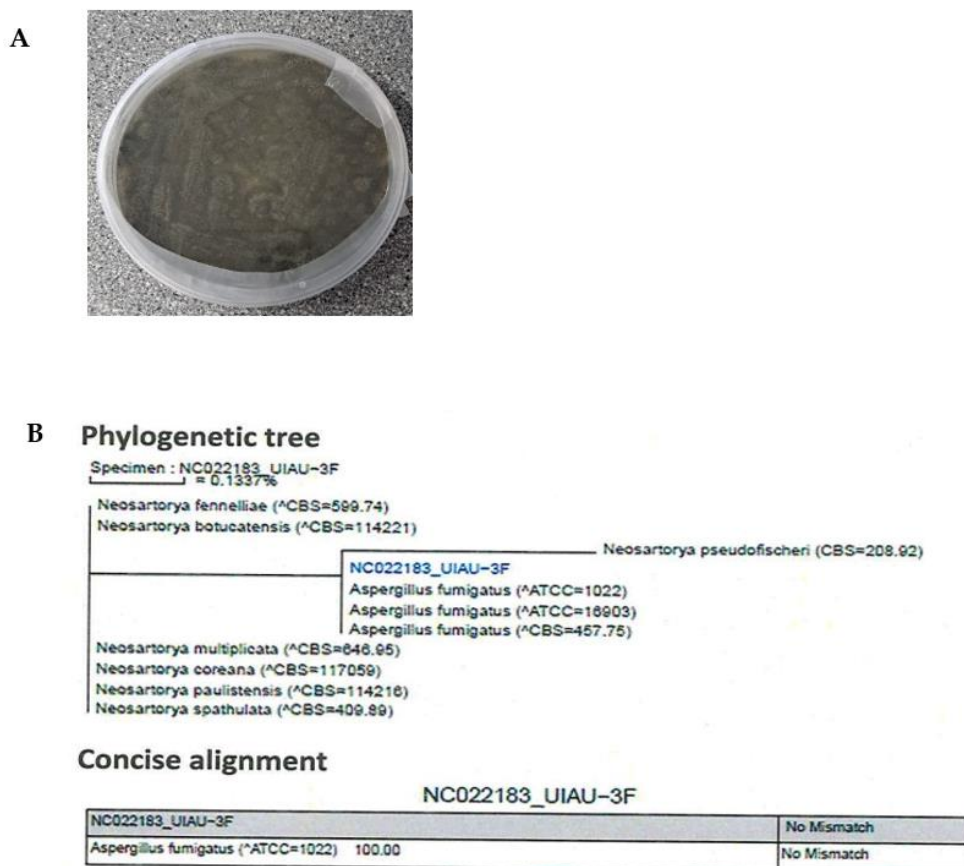 A
B
Phylogenetic tree
Specimen : NC022183_UIAU-3F
= 0.1337%
Neosartorya fennelliae (^CBS=599.74)
Neosartorya botucatensis (^CBS=114221)
Neosartorya pseudofischeri (CBS=208.92)
NC022183_UIAU-3F
Aspergillus fumigatus (^ATCC=1022)
Aspergillus fumigatus (^ATCC=16903)
Aspergillus fumigatus (^CBS=457.75)
Neosartorya multiplicata (^CBS=646.95)
Neosartorya coreana (^CBS=117059)
Neosartorya paulistensis (^CBS=114216)
Neosartorya spathulata (^CBS=409.89)
Concise alignment
NC022183_UIAU-3F
NC022183_UIAU-3F No Mismatch
Aspergillus fumigatus (^ATCC=1022) 100.00 No Mismatch